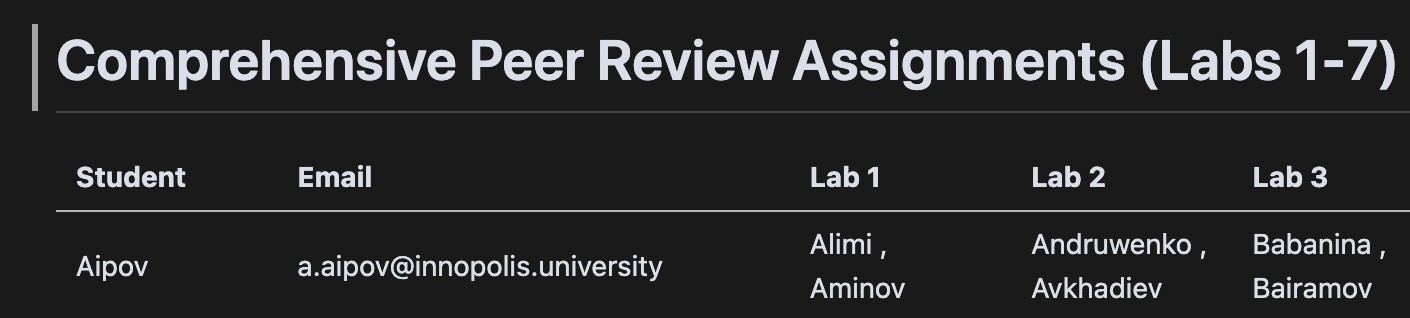 Comprehensive Peer Review Assignments (Labs 1-7)
Student Email Lab 1 Lab 2 Lab 3
Alimi , Andruwenko , Babanina ,
Aipov a.aipov@innopolis.university
Aminov Avkhadiev Bairamov